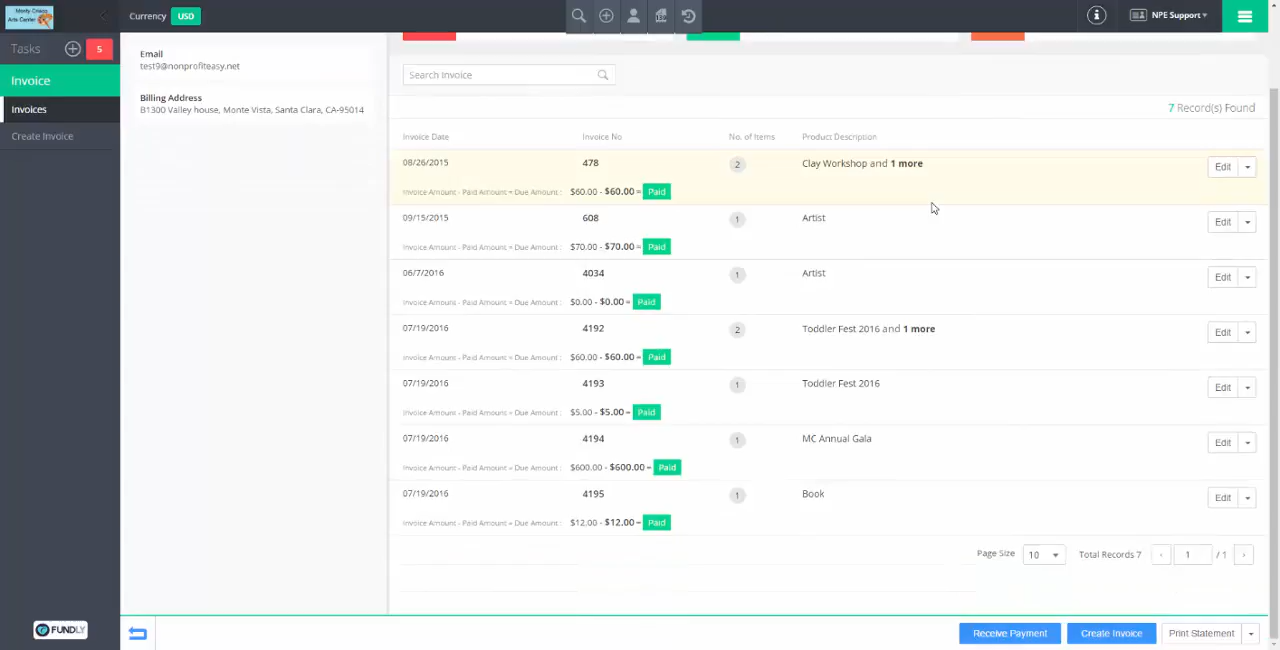 Monty Crisco
Arts Center
Currency USD
NPE Support
Tasks 5
Invoice
Invoices
Create Invoice
Email
test9@nonprofiteasy.net
Billing Address
B1300 Valley house, Monte Vista, Santa Clara, CA-95014
Search Invoice
7 Record(s) Found
Invoice Date Invoice No No. of Items Product Description
08/26/2015 478 2 Clay Workshop and 1 more Edit
Invoice Amount - Paid Amount = Due Amount : $60.00 - $60.00 = Paid
09/15/2015 608 1 Artist Edit
Invoice Amount - Paid Amount = Due Amount : $70.00 - $70.00 = Paid
06/7/2016 4034 1 Artist Edit
Invoice Amount - Paid Amount = Due Amount : $0.00 - $0.00 = Paid
07/19/2016 4192 2 Toddler Fest 2016 and 1 more Edit
Invoice Amount - Paid Amount = Due Amount : $60.00 - $60.00 = Paid
07/19/2016 4193 1 Toddler Fest 2016 Edit
Invoice Amount - Paid Amount = Due Amount : $5.00 - $5.00 = Paid
07/19/2016 4194 1 MC Annual Gala Edit
Invoice Amount - Paid Amount = Due Amount : $600.00 - $600.00 = Paid
07/19/2016 4195 1 Book Edit
Invoice Amount - Paid Amount = Due Amount : $12.00 - $12.00 = Paid
Page Size 10 Total Records 7 ‹ 1 / 1 ›
FUNDLY
Receive Payment Create Invoice Print Statement